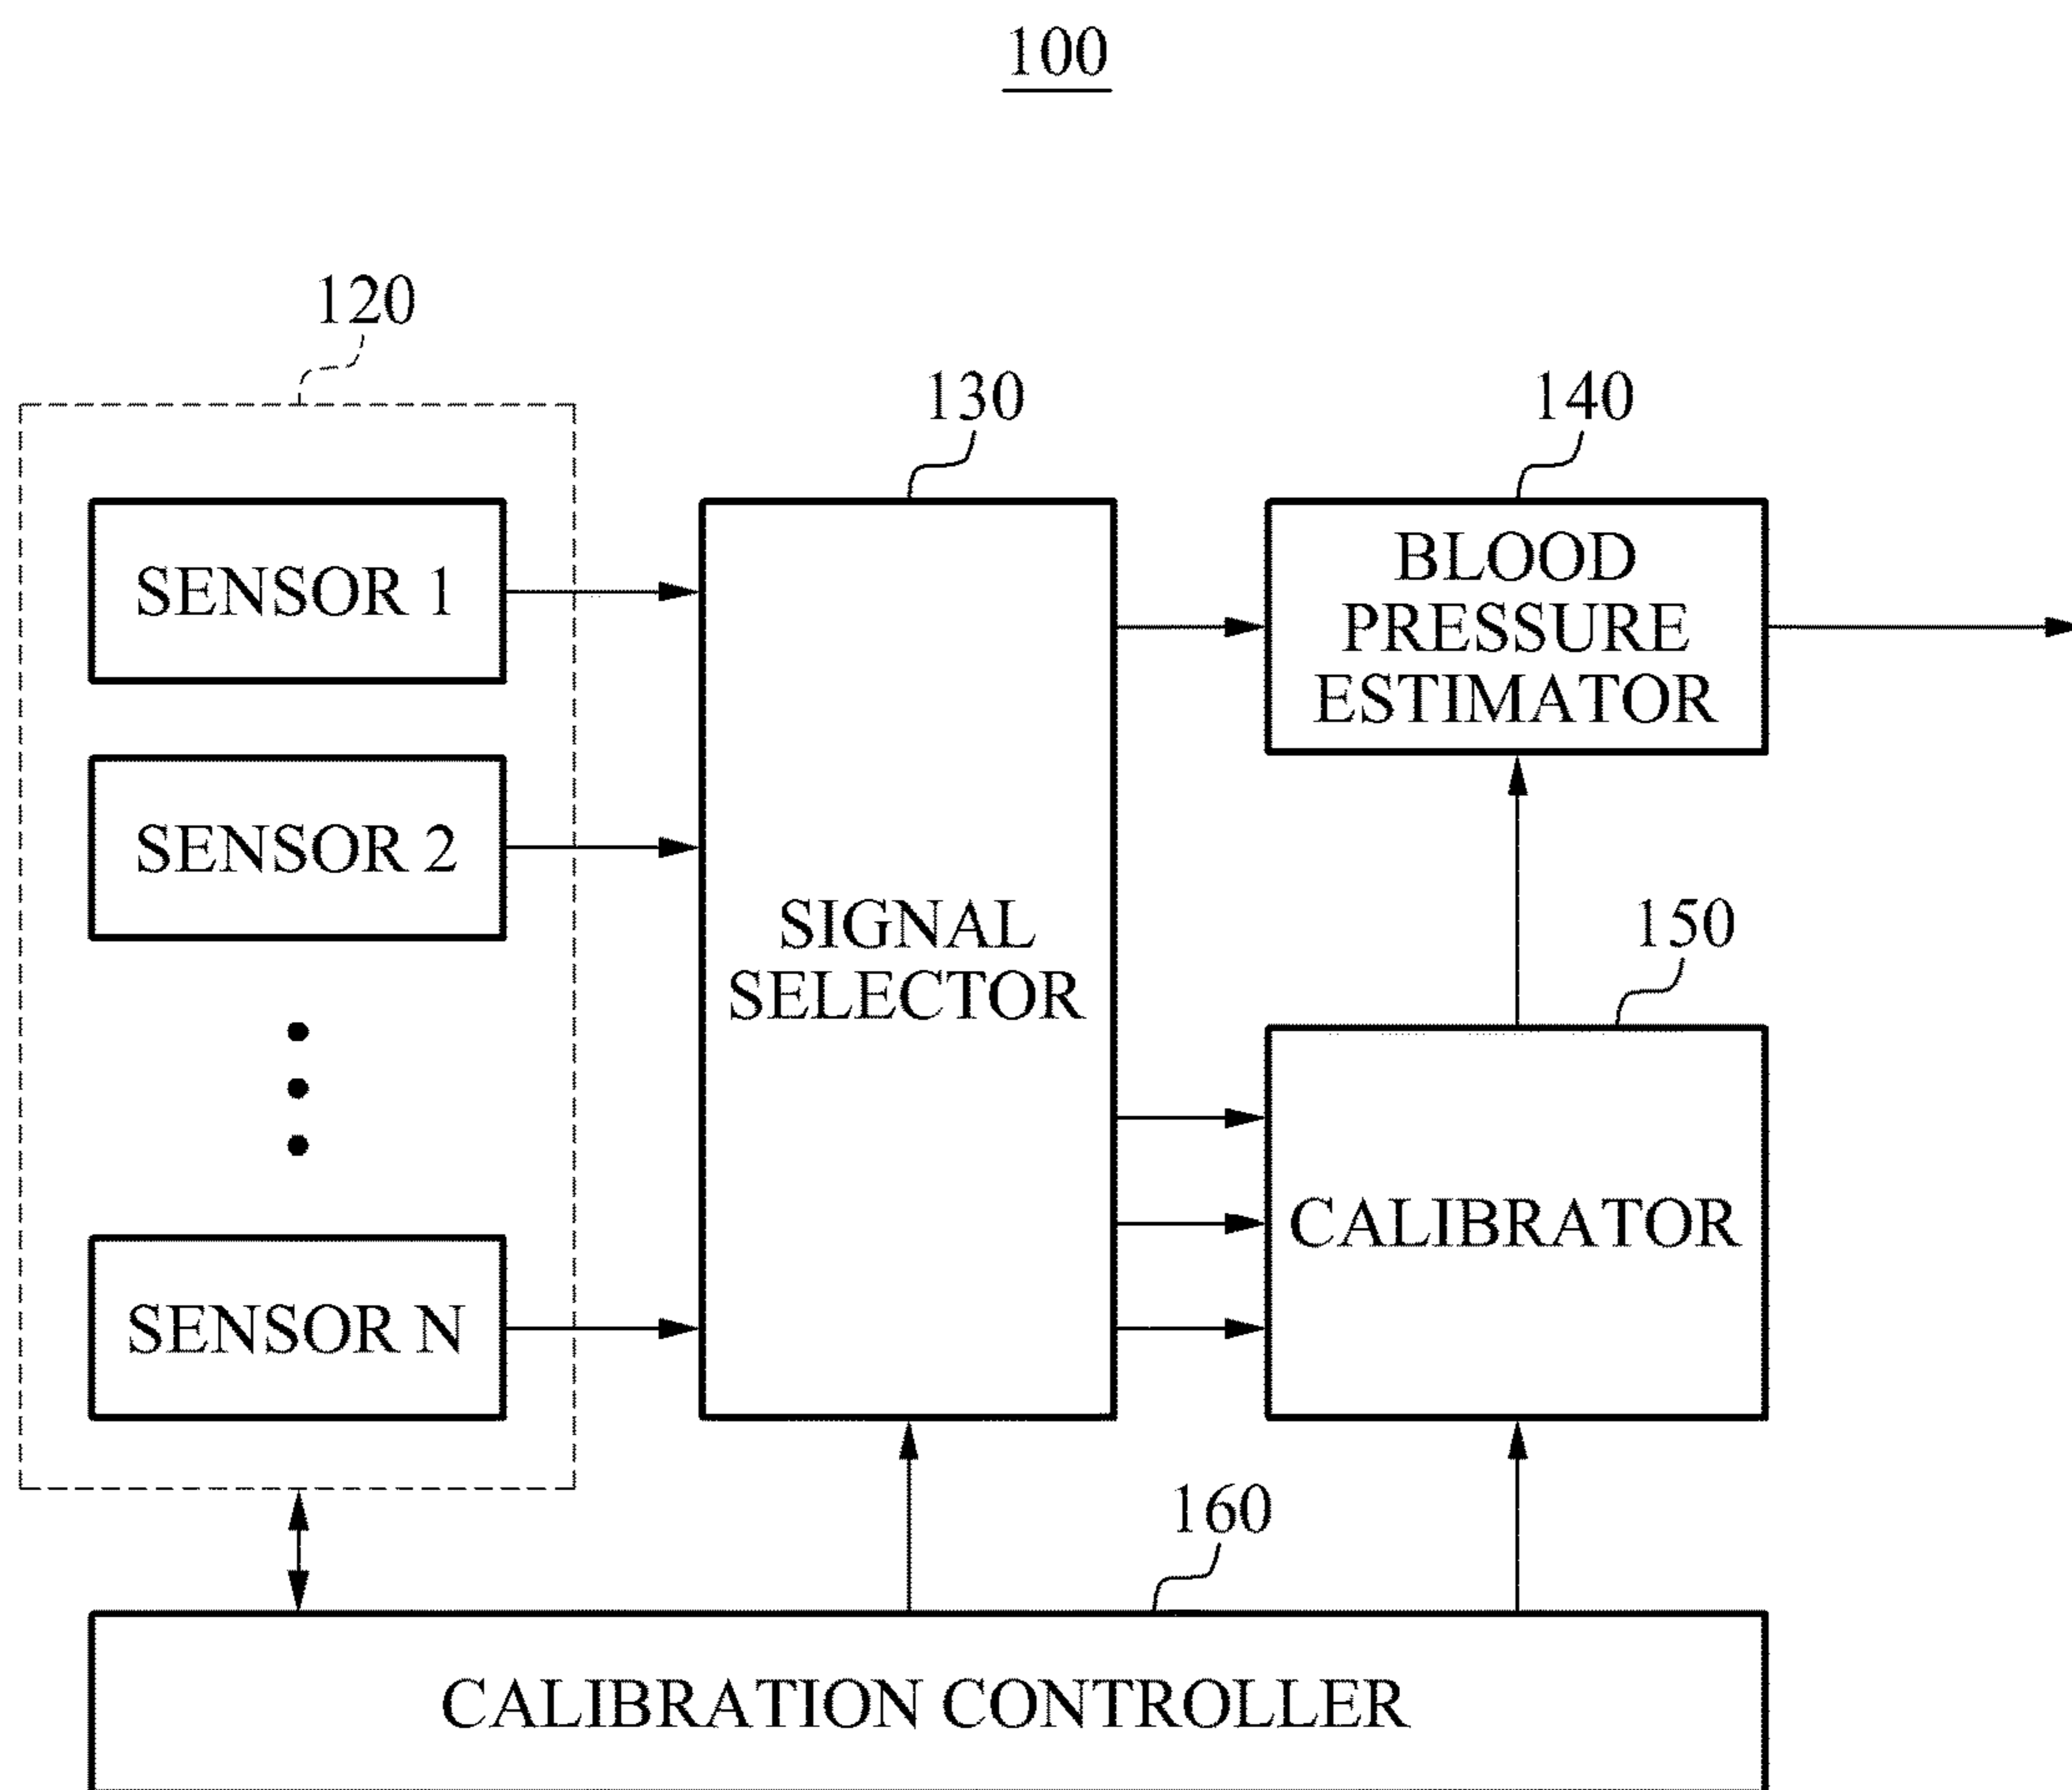 100
120
130
140
SENSOR 1
BLOOD
PRESSURE
ESTIMATOR
SENSOR 2
SIGNAL
SELECTOR
150
CALIBRATOR
SENSOR N
160
CALIBRATION CONTROLLER